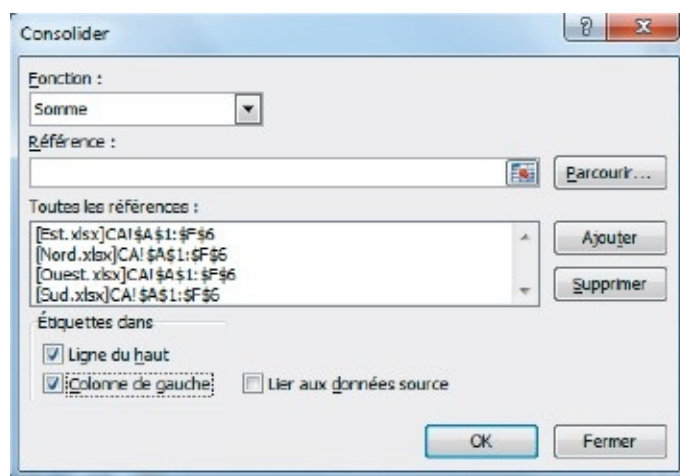 Consolider
Fonction :
Somme
Référence :
Parcourir...
Toutes les références :
[Est.xlsx]CA!$A$1:$F$6
[Nord.xlsx]CA!$A$1:$F$6
[Ouest.xlsx]CA!$A$1:$F$6
[Sud.xlsx]CA!$A$1:$F$6
Ajouter
Supprimer
Étiquettes dans
Ligne du haut
Colonne de gauche
Lier aux données source
OK
Fermer